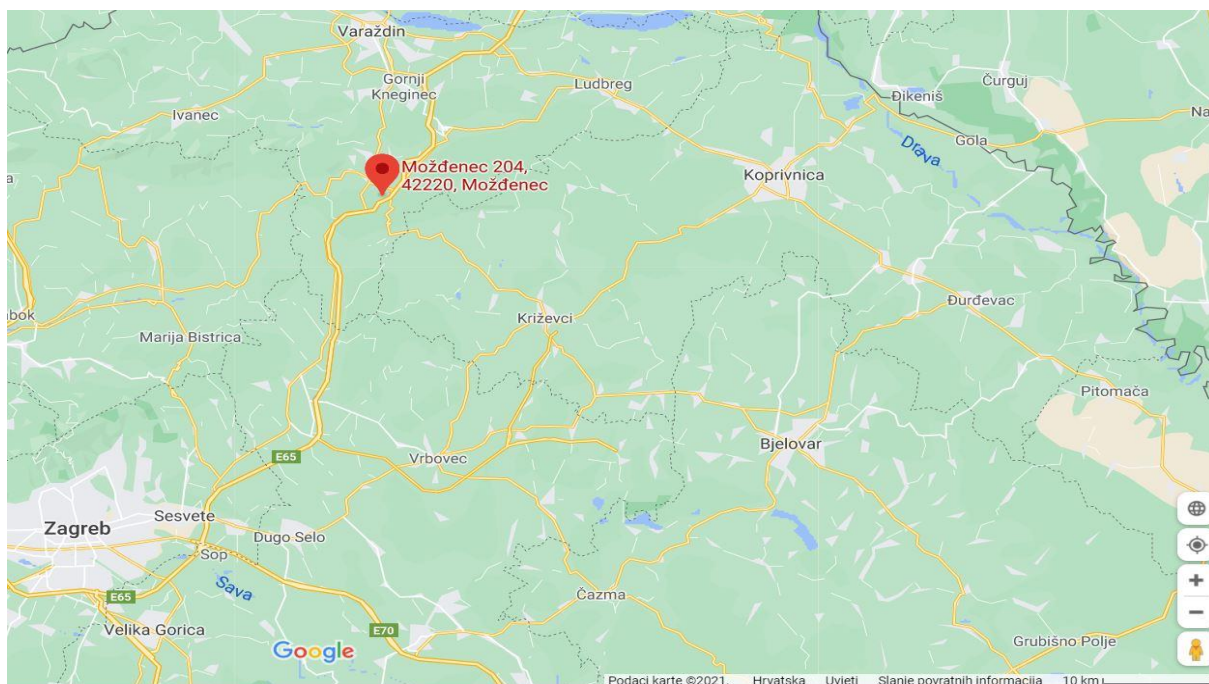 Varaždin
Gornji
Kneginec
Ludbreg
Čurguj
Đikeniš
Ivanec
Na
Gola
Drava
a
Možđenec 204,
42220, Možđenec
Koprivnica
Đurđevac
bok
Križevci
Marija Bistrica
Pitomača
Bjelovar
E65
Vrbovec
Sesvete
Zagreb
Dugo Selo
Sop
Sava
Čazma
E65
Velika Gorica
E70
Grubišno Polje
Google
Podaci karte ©2021. Hrvatska Uvjeti Slanje povratnih informacija 10 km